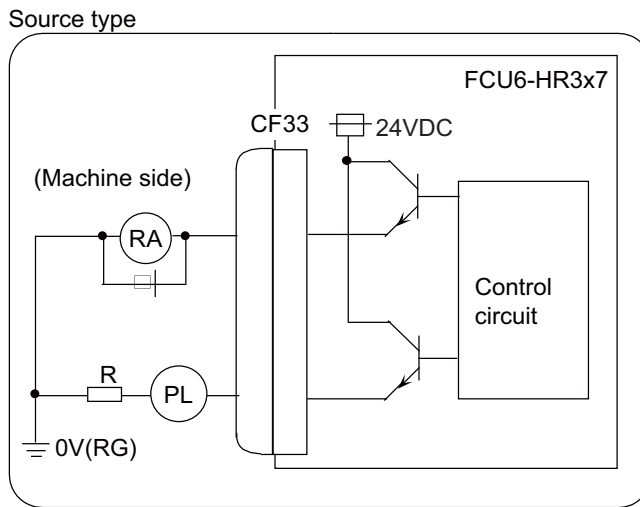 Source type
FCU6-HR3x7
CF33
24VDC
(Machine side)
RA
Control
circuit
R
PL
0V(RG)